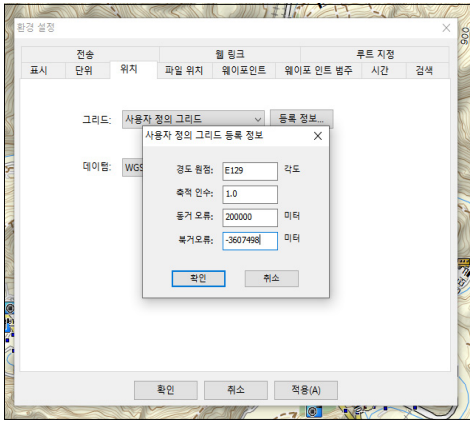 환경 설정
900
전송 웹 링크 루트 지정
표시 단위 위치 파일 위치 웨이포인트 웨이포 인트 범주 시간 검색
그리드: 사용자 정의 그리드 등록 정보...
사용자 정의 그리드 등록 정보
데이텀: WGS
경도 원점: E129 각도
축적 인수: 1.0
동거 오류: 200000 미터
북거오류: -3607498 미터
확인 취소
확인 취소 적용(A)